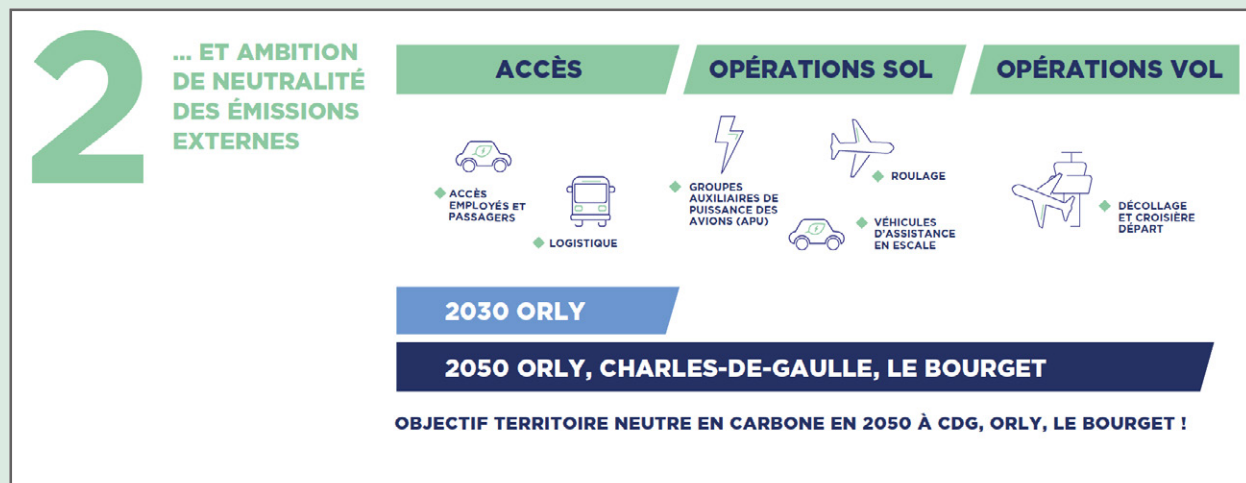 2
... ET AMBITION
DE NEUTRALITÉ
DES ÉMISSIONS
EXTERNES
ACCÈS
OPÉRATIONS SOL
OPÉRATIONS VOL
ACCÈS
EMPLOYÉS ET
PASSAGERS
LOGISTIQUE
GROUPES
AUXILIAIRES DE
PUISSANCE DES
AVIONS (APU)
ROULAGE
VÉHICULES
D'ASSISTANCE
EN ESCALE
DÉCOLLAGE
ET CROISIÈRE
DÉPART
2030 ORLY
2050 ORLY, CHARLES-DE-GAULLE, LE BOURGET
OBJECTIF TERRITOIRE NEUTRE EN CARBONE EN 2050 À CDG, ORLY, LE BOURGET !